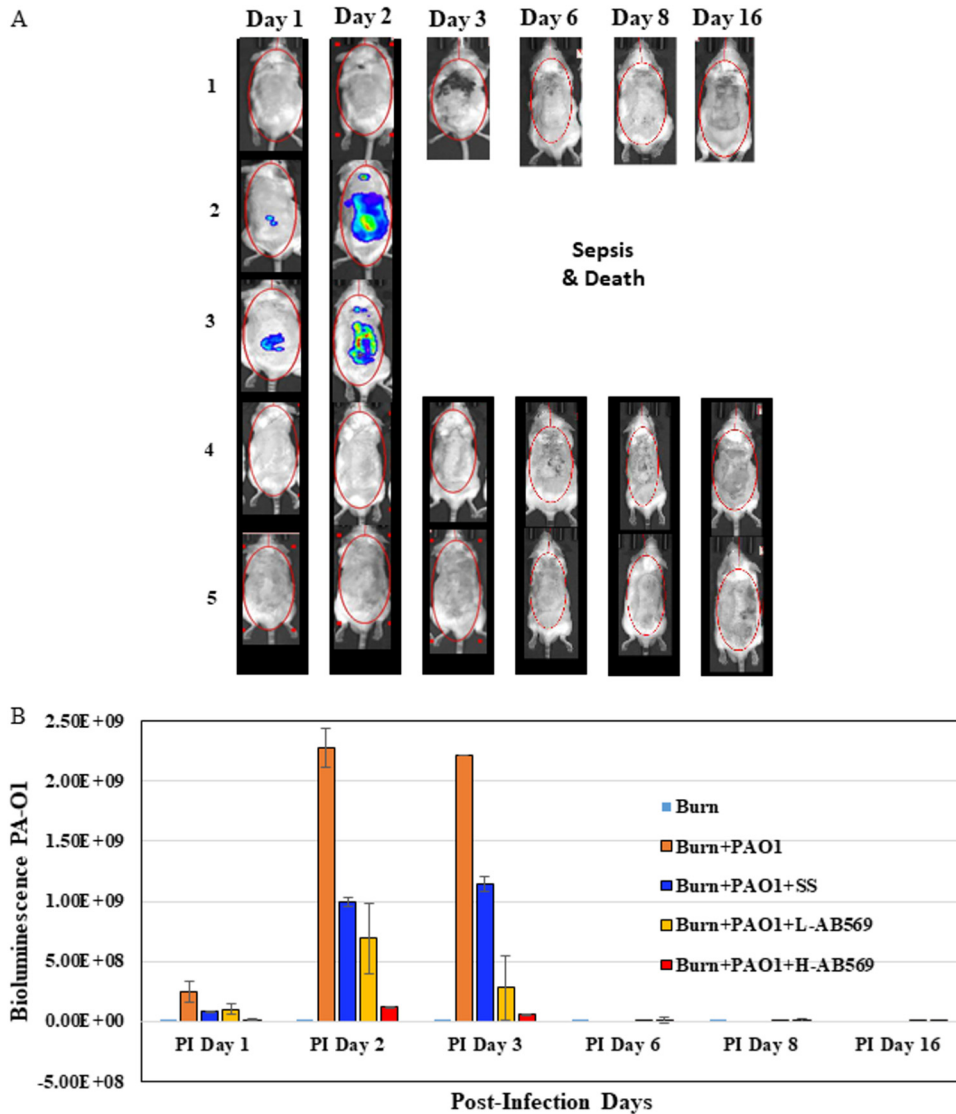 A
Day 1 Day 2 Day 3 Day 6 Day 8 Day 16
1
2
Sepsis
& Death
3
4
5
B
2.50E+09
2.00E+09
1.50E+09
1.00E+09
5.00E+08
0.00E+00
-5.00E+08
Bioluminescence PA-O1
Burn
Burn+PAO1
Burn+PAO1+SS
Burn+PAO1+L-AB569
Burn+PAO1+H-AB569
PI Day 1 PI Day 2 PI Day 3 PI Day 6 PI Day 8 PI Day 16
Post-Infection Days